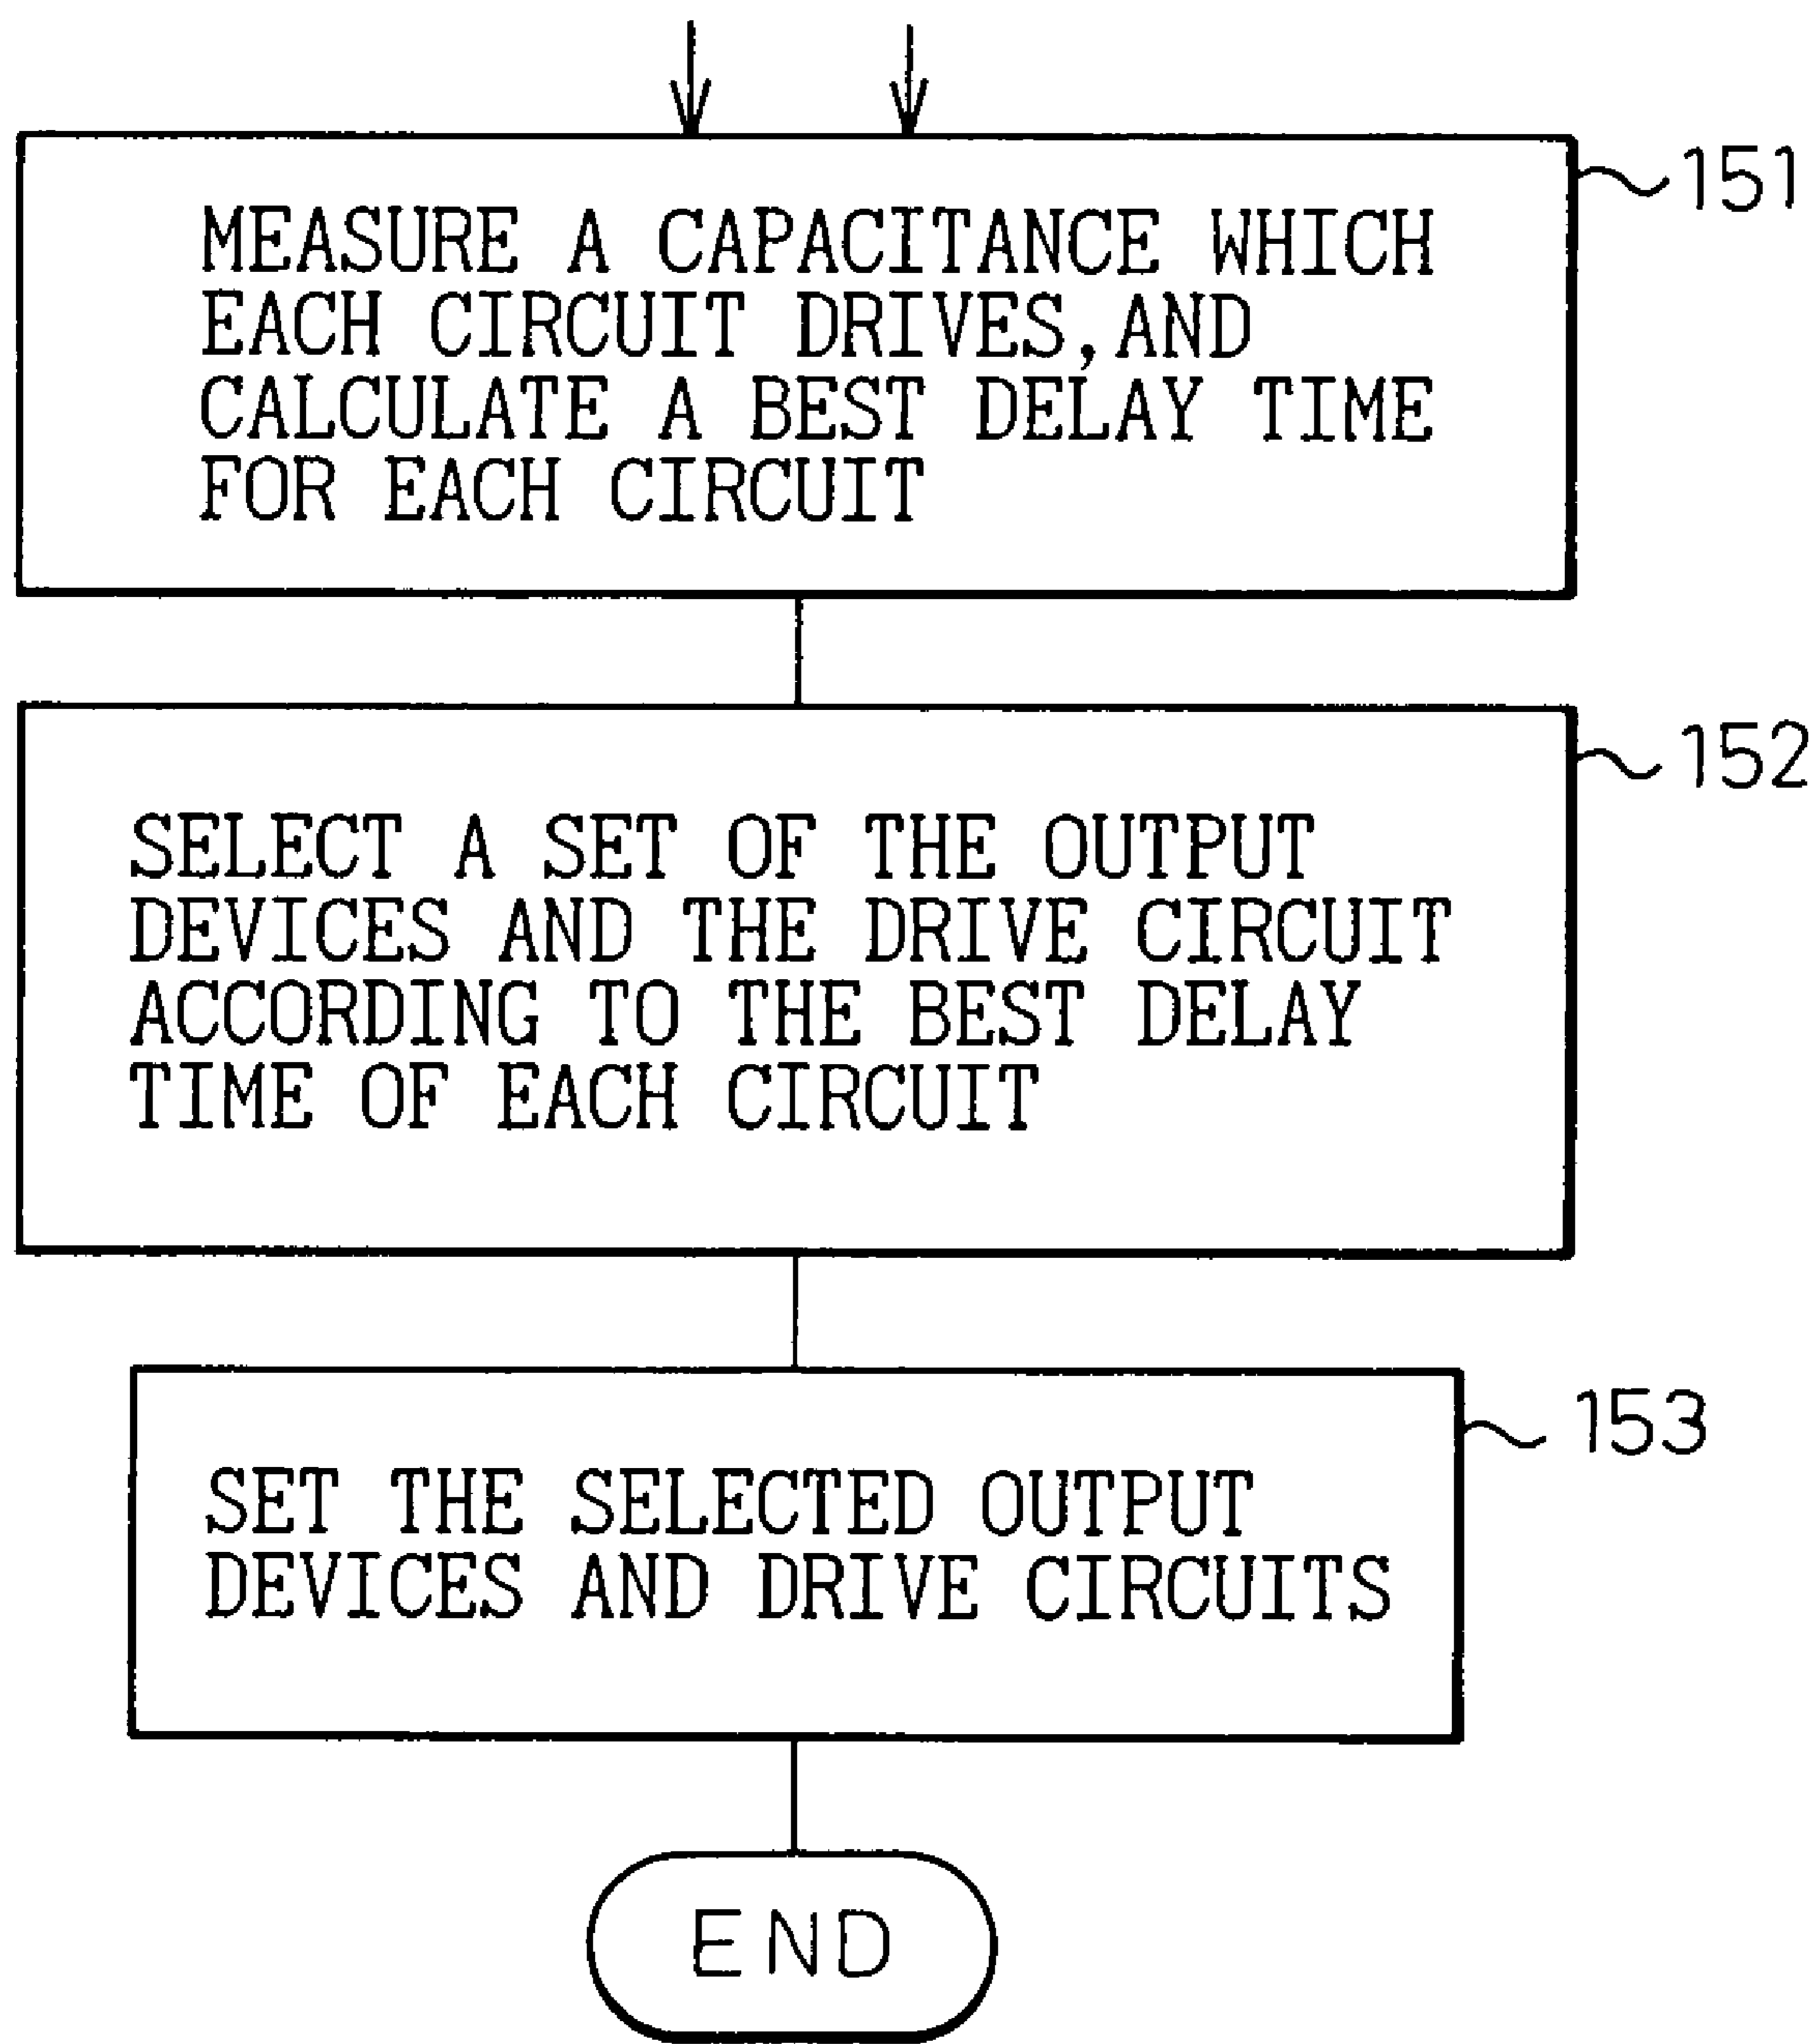 151
MEASURE A CAPACITANCE WHICH
EACH CIRCUIT DRIVES,AND
CALCULATE A BEST DELAY TIME
FOR EACH CIRCUIT
152
SELECT A SET OF THE OUTPUT
DEVICES AND THE DRIVE CIRCUIT
ACCORDING TO THE BEST DELAY
TIME OF EACH CIRCUIT
153
SET THE SELECTED OUTPUT
DEVICES AND DRIVE CIRCUITS
END